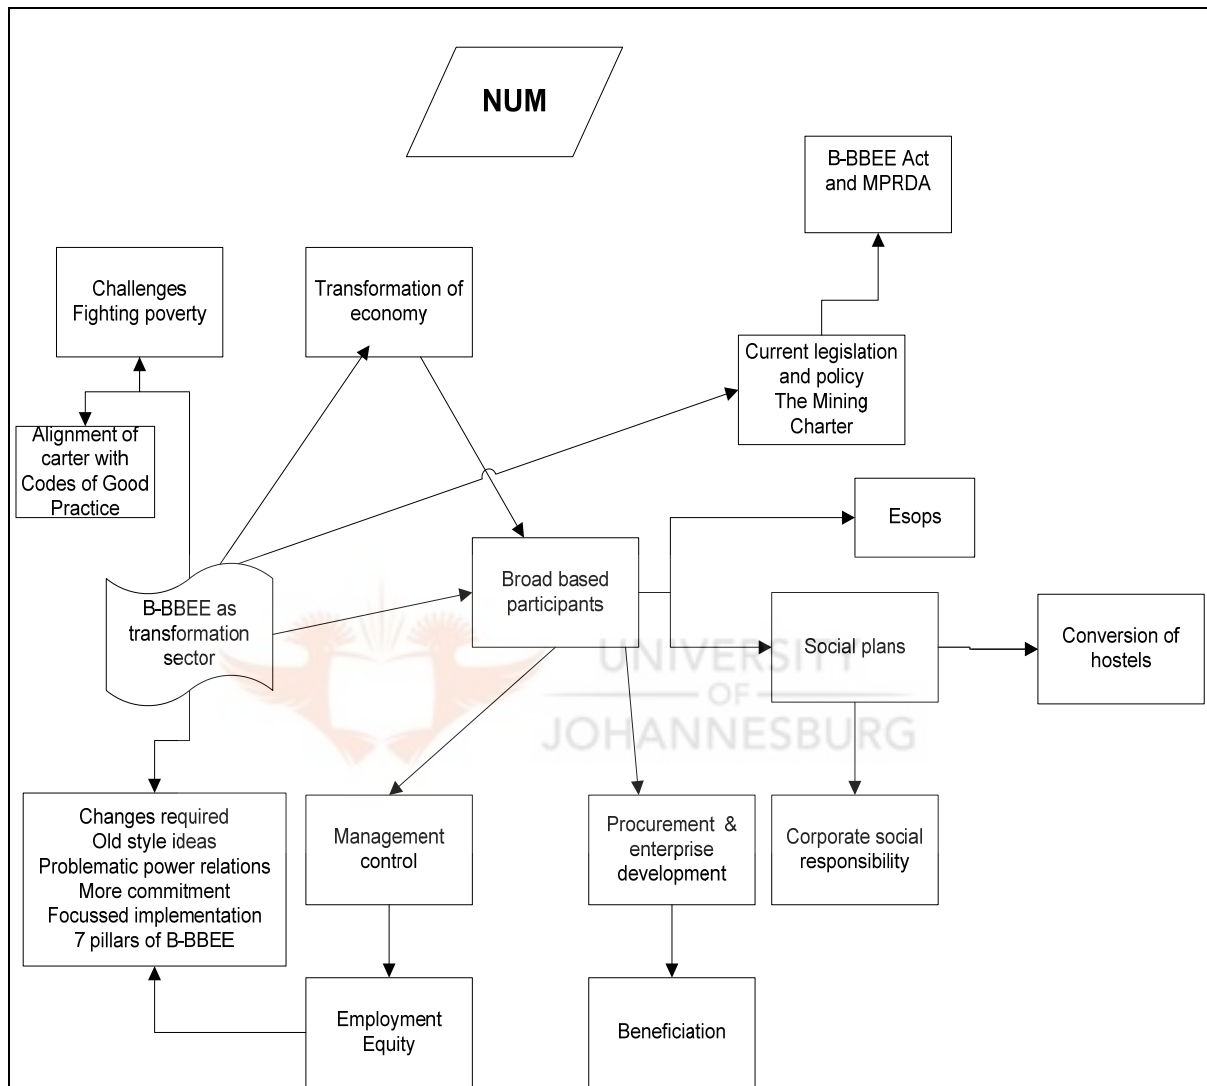 NUM
B-BBEE Act
and MPRDA
Challenges
Fighting poverty
Transformation of
economy
Current legislation
and policy
The Mining
Charter
Alignment of
carter with
Codes of Good
Practice
Esops
B-BBEE as
transformation
sector
Broad based
participants
Social plans
Conversion of
hostels
UNIVERSITY
OF
JOHANNESBURG
Changes required
Old style ideas
Problematic power relations
More commitment
Focussed implementation
7 pillars of B-BBEE
Management
control
Procurement &
enterprise
development
Corporate social
responsibility
Employment
Equity
Beneficiation